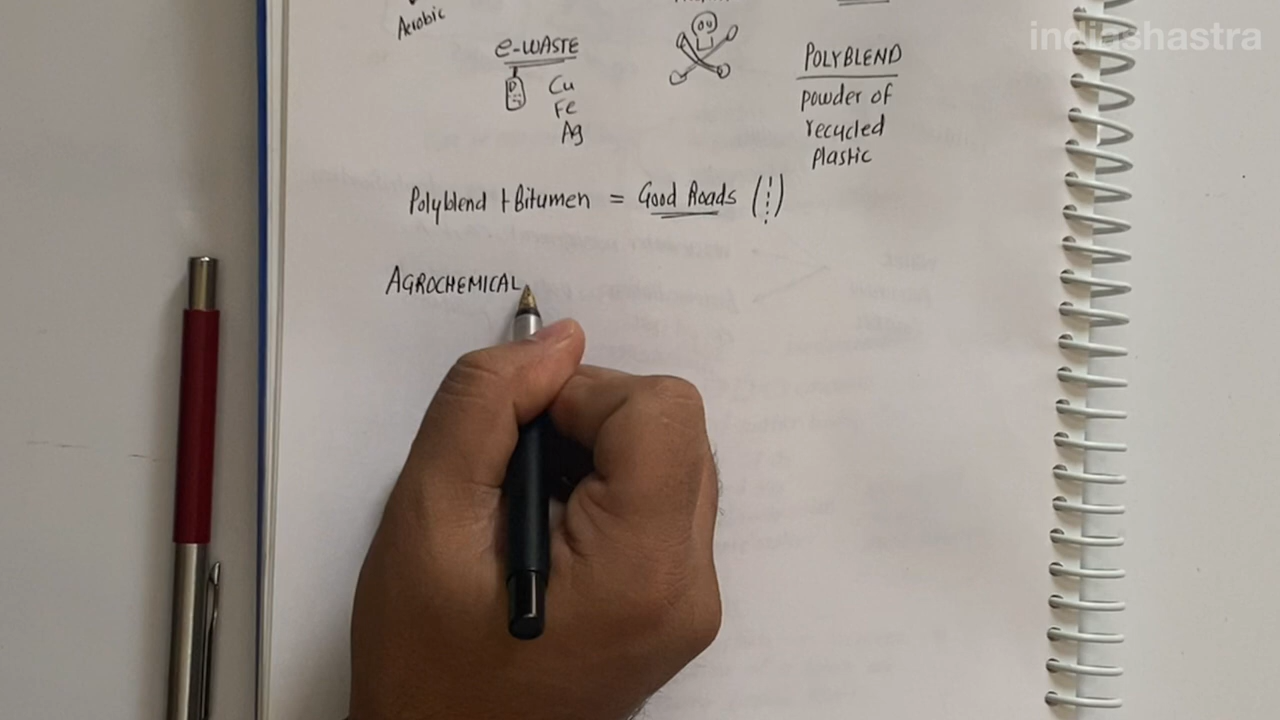 Aerobic
indiashastra
e-WASTE
Cu
Fe
Ag
POLYBLEND
powder of
recycled
plastic
Polyblend + Bitumen = Good Roads
AGROCHEMICAL